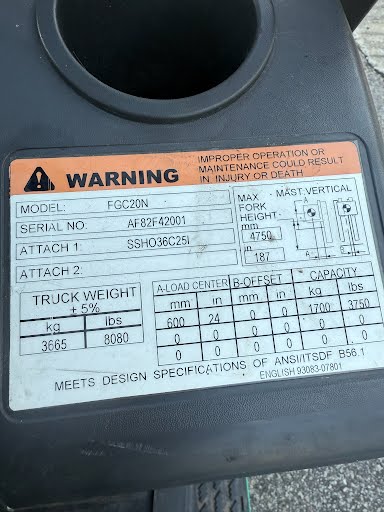 WARNING
IMPROPER OPERATION OR
MAINTENANCE COULD RESULT
IN INJURY OR DEATH
MODEL: FGC20N
SERIAL NO. AF82F42001
ATTACH 1: SSHO36C25I
ATTACH 2:
MAX. FORK HEIGHT:
mm
4750
in
187
MAST VERTICAL
A
B
A
TRUCK WEIGHT
± 5%
kg lbs
3665 8080
A-LOAD CENTER B-OFFSET CAPACITY
mm in mm in kg lbs
600 24 0 0 1700 3750
0 0 0 0 0 0
0 0 0 0 0 0
MEETS DESIGN SPECIFICATIONS OF ANSI/ITSDF B56.1
ENGLISH 93083-07801